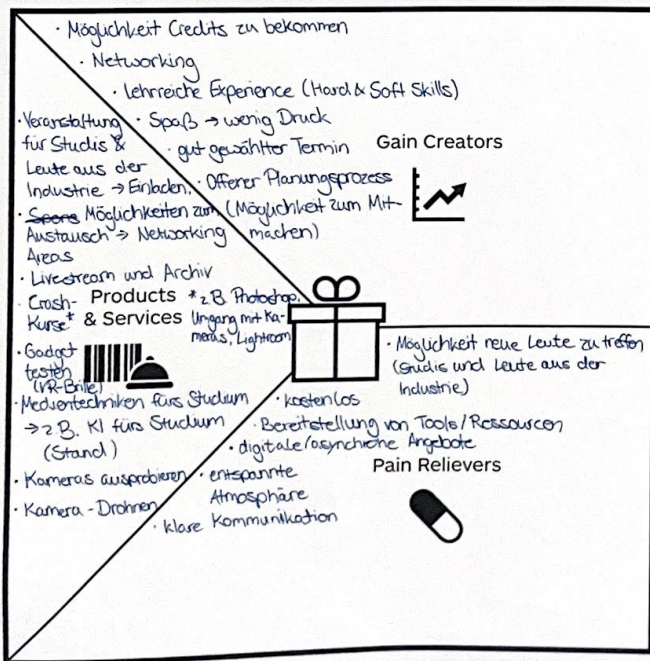 · Möglichkeit Credits zu bekommen
· Networking
· lehrreiche Experience (Hard & Soft Skills)
· Spaß → wenig Druck
· gut gewählter Termin
· Offener Planungsprozess
(Möglichkeit zum Mit-
machen)
Gain Creators
· Veranstaltung
für Studis &
Leute aus der
Industrie → Einladen
· Spons Möglichkeiten zum
Austausch → Networking
Areas
· Livestream und Archiv
· Crash-
Kurse*
*z B. Photoshop,
Umgang mit Ka-
meras, Lightroom
Products
& Services
· Gadget
testen
(VR-Brille)
· Medientechniken fürs Studium
→ z B. KI fürs Studium
(Stand)
· Kameras ausprobieren
· Kamera-Drohnen
· Möglichkeit neue Leute zu treffen
(Studis und Leute aus der
Industrie)
· kostenlos
· Bereitstellung von Tools/Ressourcen
· digitale/asynchrone Angebote
Pain Relievers
· entspannte
Atmosphäre
· klare Kommunikation